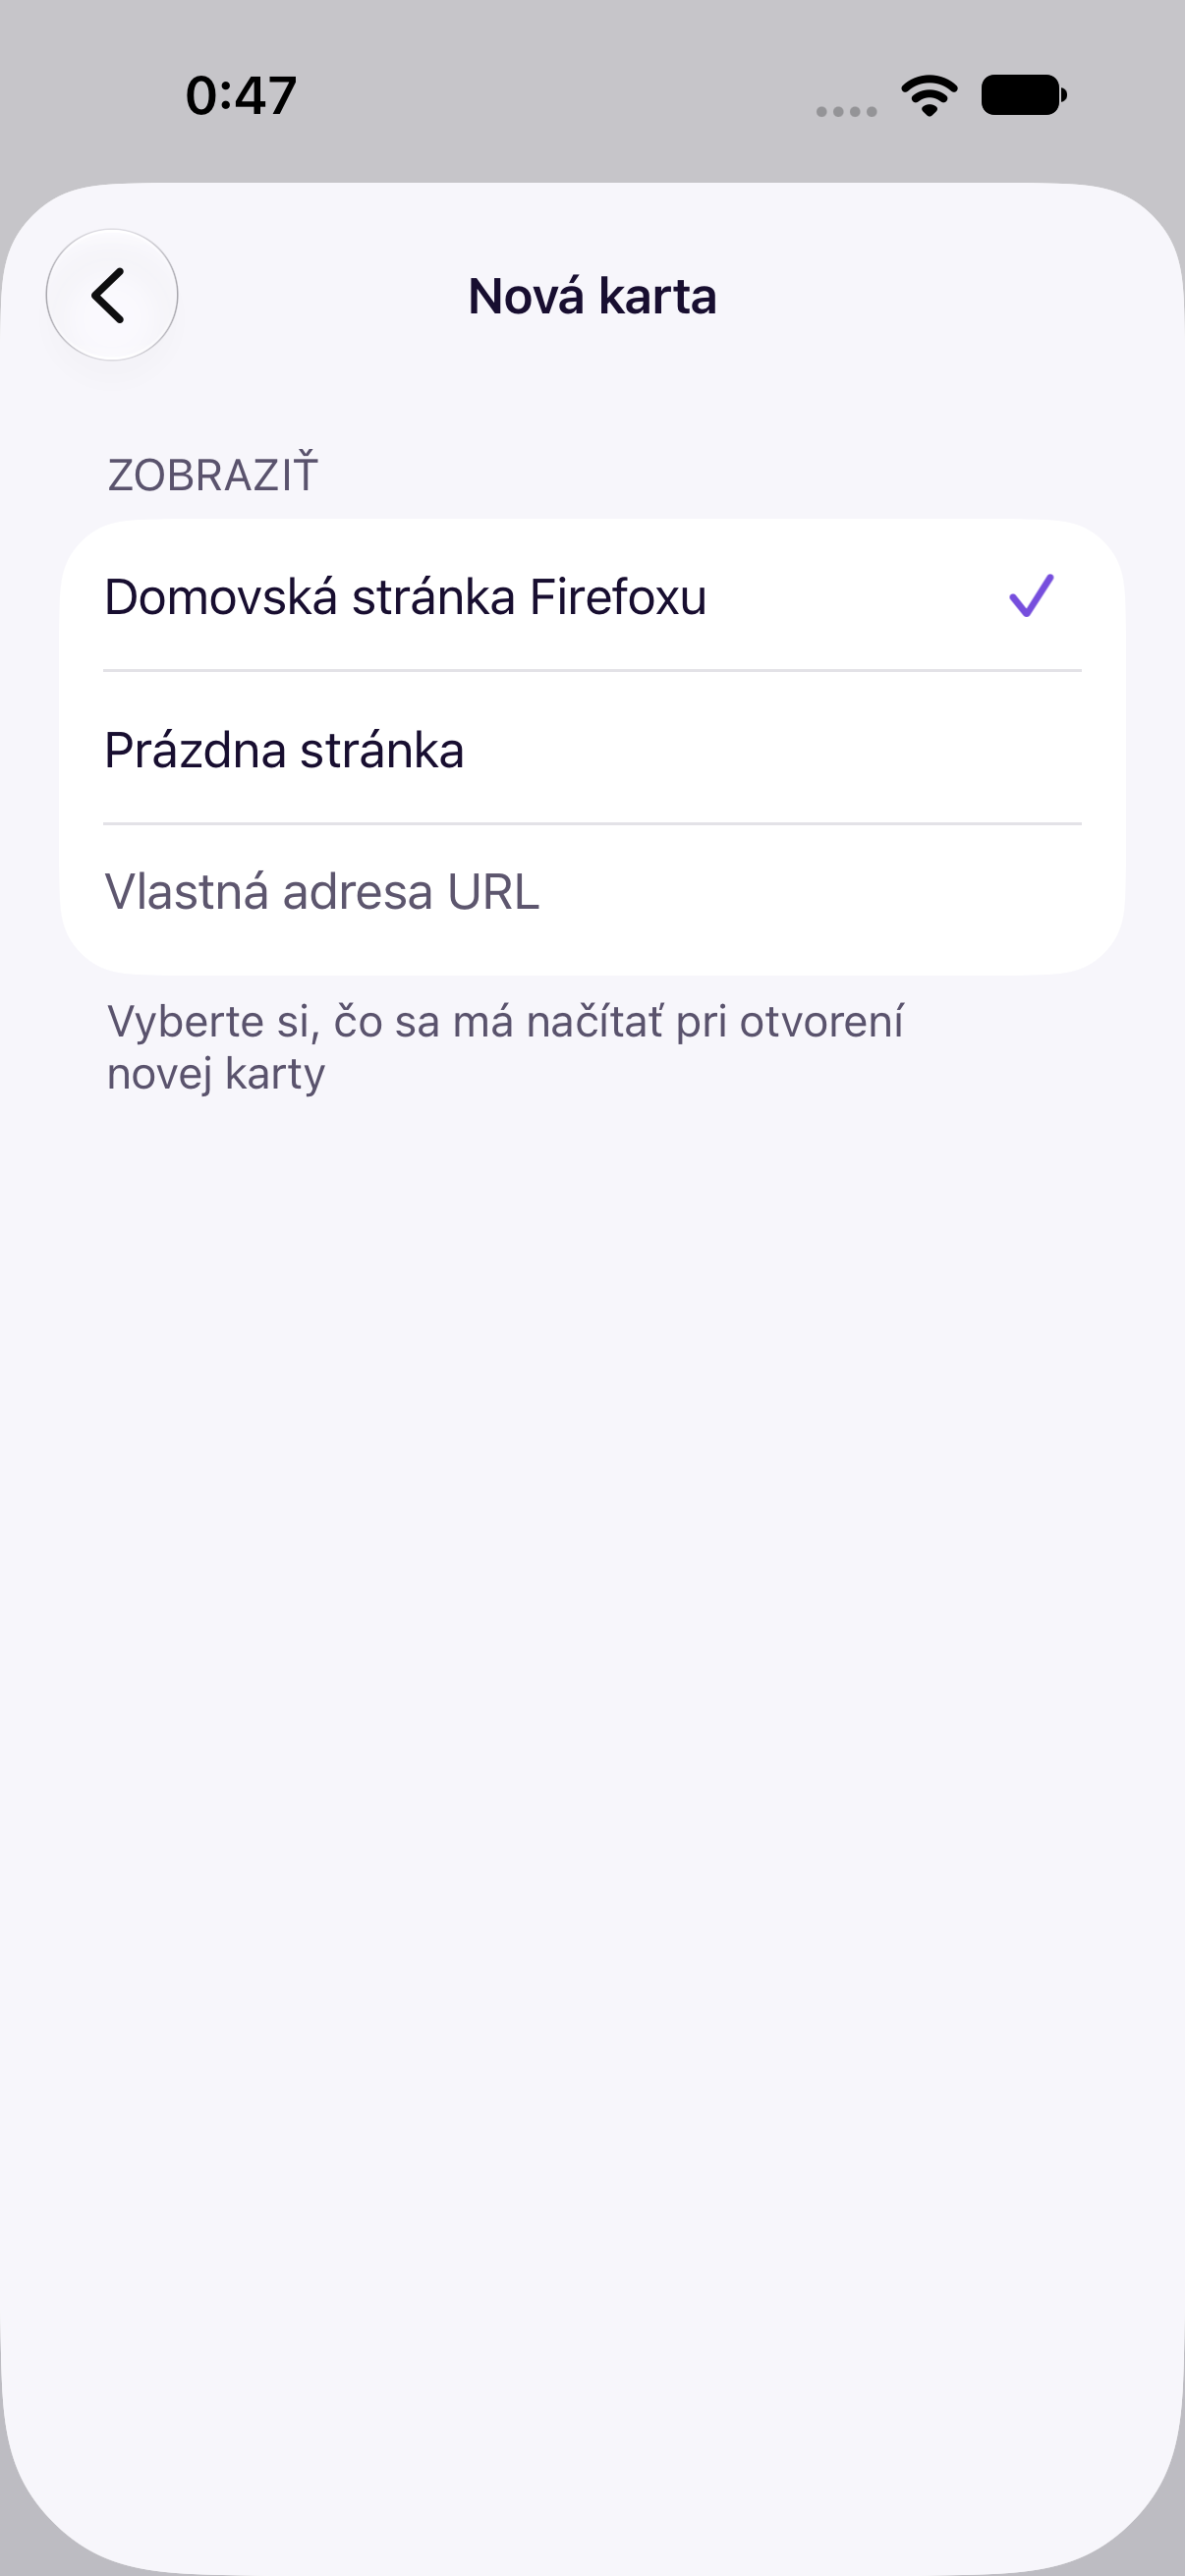 0:47
Nová karta
ZOBRAZIŤ
Domovská stránka Firefoxu
Prázdna stránka
Vlastná adresa URL
Vyberte si, čo sa má načítať pri otvorení
novej karty